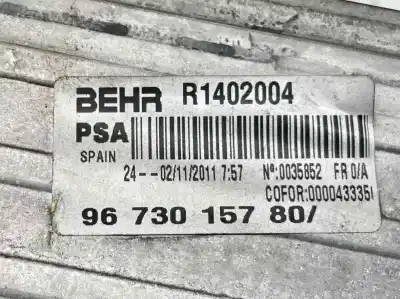 BEHR R1402004
PSA
SPAIN
24--02/11/2011 7:57 Nº:0035852 FR 0/A
COFOR:000043335
96 730 157 80/